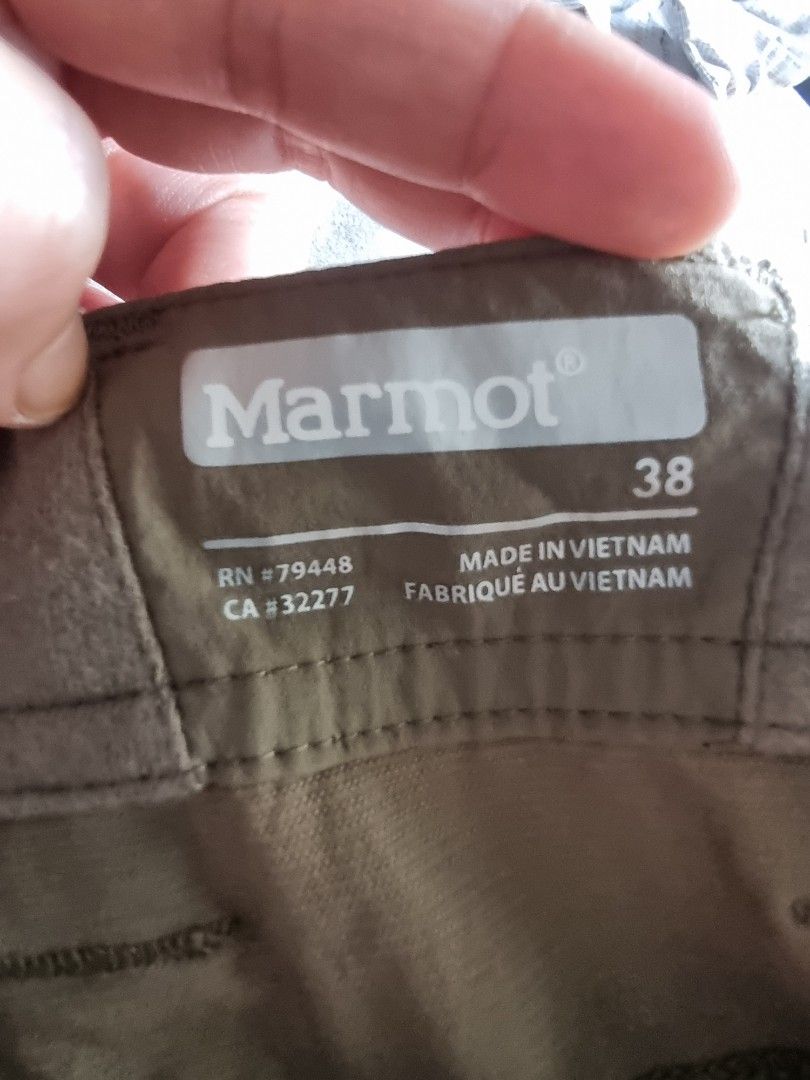 Marmot®
38
RN #79448
CA #32277
MADE IN VIETNAM
FABRIQUÉ AU VIETNAM